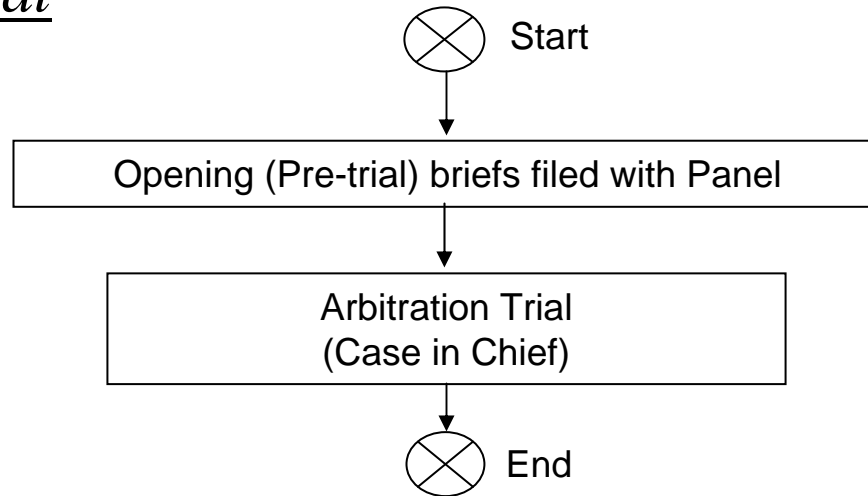 Start
Opening (Pre-trial) briefs filed with Panel
Arbitration Trial
(Case in Chief)
End